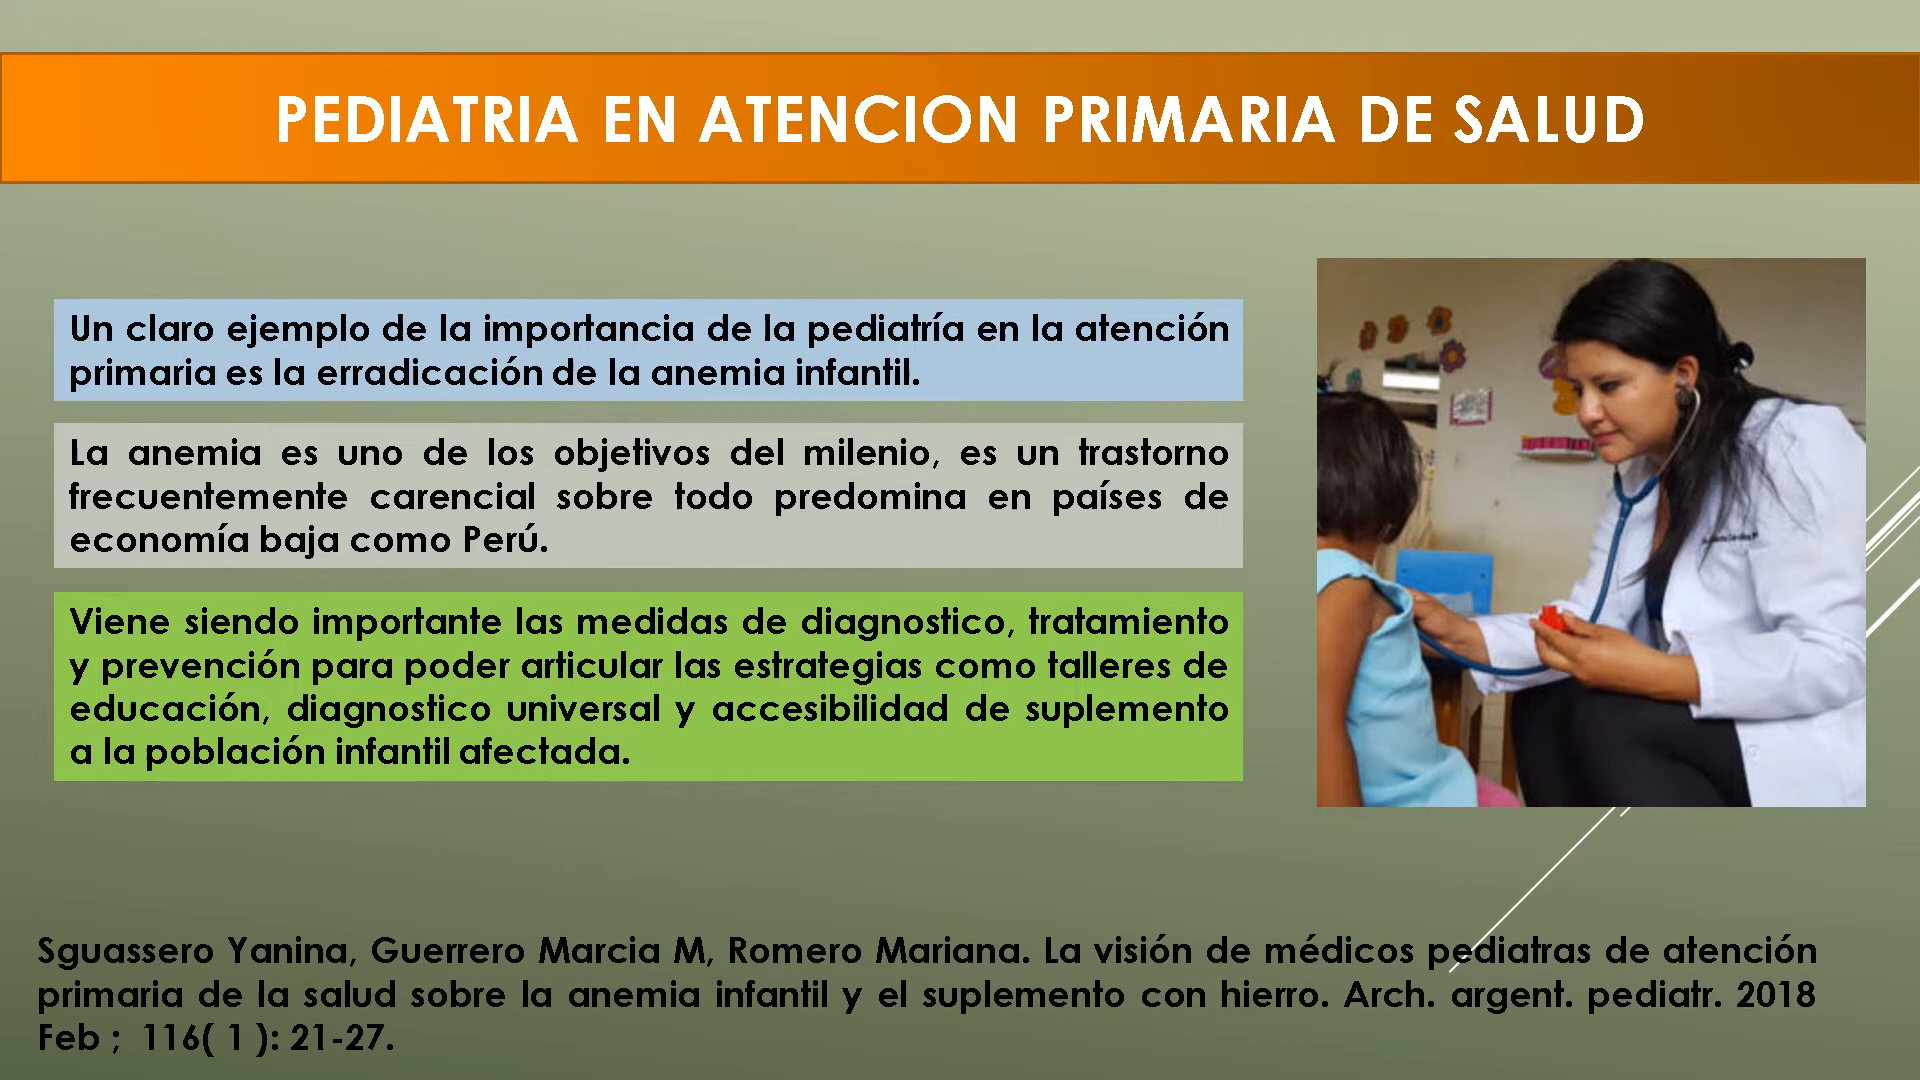 PEDIATRIA EN ATENCION PRIMARIA DE SALUD
Un claro ejemplo de la importancia de la pediatría en la atención
primaria es la erradicación de la anemia infantil.
La anemia es uno de los objetivos del milenio, es un trastorno
frecuentemente carencial sobre todo predomina en países de
economía baja como Perú.
Viene siendo importante las medidas de diagnostico, tratamiento
y prevención para poder articular las estrategias como talleres de
educación, diagnostico universal y accesibilidad de suplemento
a la población infantil afectada.
Sguassero Yanina, Guerrero Marcia M, Romero Mariana. La visión de médicos pediatras de atención
primaria de la salud sobre la anemia infantil y el suplemento con hierro. Arch. argent. pediatr. 2018
Feb ; 116( 1 ): 21-27.